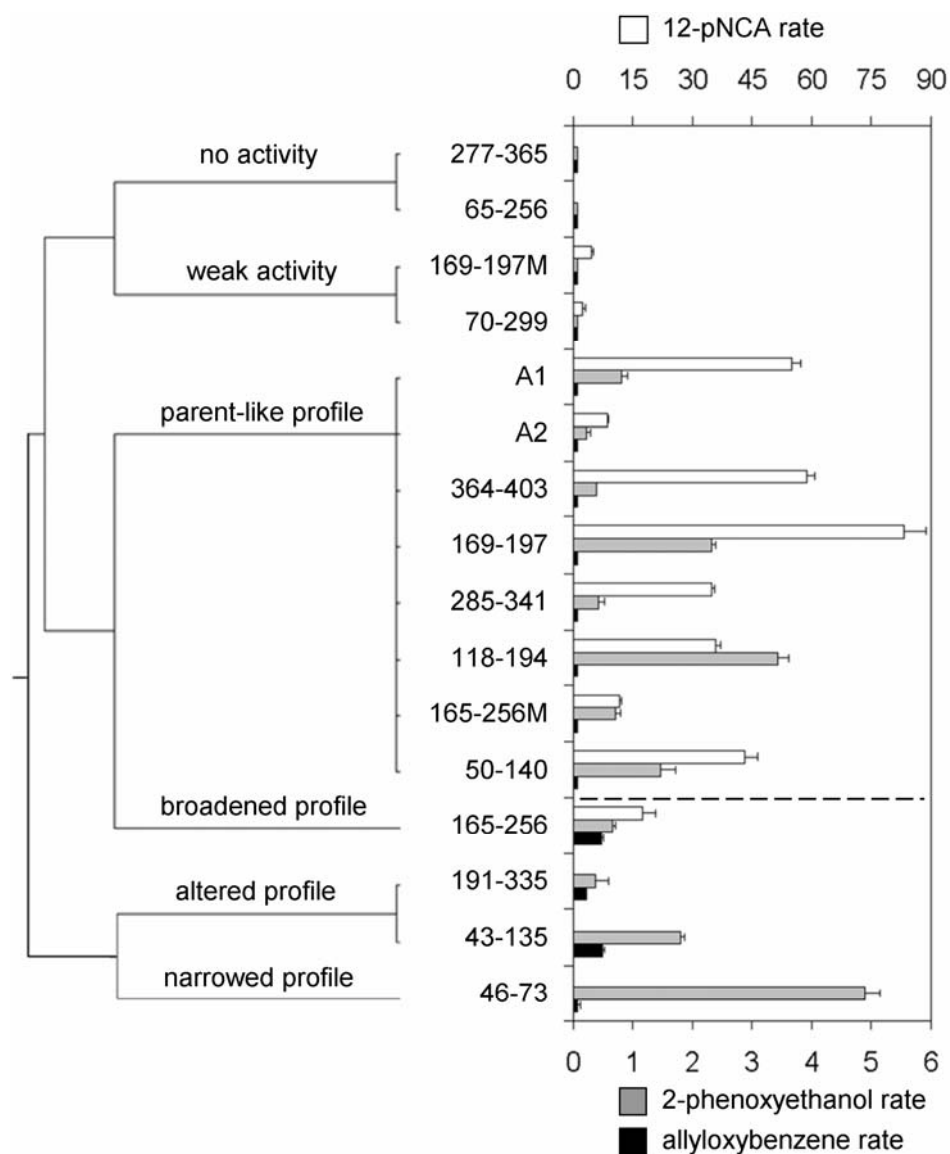 12-pNCA rate
0 15 30 45 60 75 90
no activity
277-365
65-256
weak activity
169-197M
70-299
A1
parent-like profile
A2
364-403
169-197
285-341
118-194
165-256M
50-140
broadened profile
165-256
altered profile
191-335
43-135
narrowed profile
46-73
0 1 2 3 4 5 6
2-phenoxyethanol rate
allyloxybenzene rate